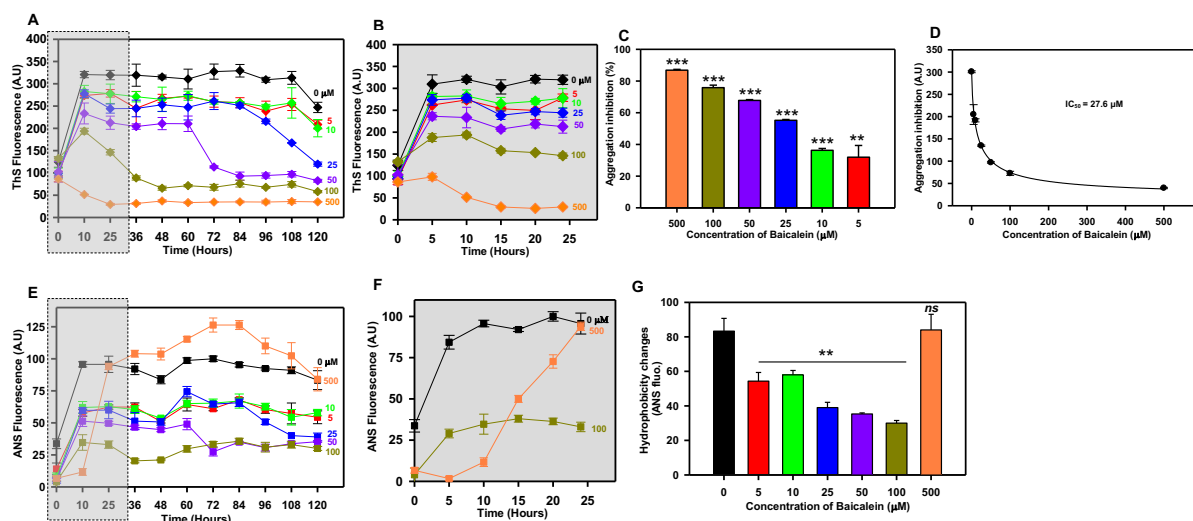 A
ThS Fluorescence (A.U)
400
350
300
250
200
150
100
50
0
0 µM
5
10
25
50
100
500
0 10 25 36 48 60 72 84 96 108 120
Time (Hours)
B
ThS Fluorescence (A.U)
400
350
300
250
200
150
100
50
0
0 µM
5
10
25
50
100
500
0 5 10 15 20 25
Time (Hours)
C
Aggregation inhibition (%)
100
80
60
40
20
0
***
***
***
***
***
**
500 100 50 25 10 5
Concentration of Baicalein (µM)
D
Aggregation inhibition (A.U)
350
300
250
200
150
100
50
0
IC₅₀ = 27.6 µM
0 100 200 300 400 500
Concentration of Baicalein (µM)
E
ANS Fluorescence (A.U)
125
100
75
50
25
0
0 µM
500
10
5
25
50
100
0 10 25 36 48 60 72 84 96 108 120
Time (Hours)
F
ANS Fluorescence (A.U)
100
75
50
25
0
0 µM
500
100
0 5 10 15 20 25
Time (Hours)
G
Hydrophobicity changes
(ANS fluo.)
100
80
60
40
20
0
**
ns
0 5 10 25 50 100 500
Concentration of Baicalein (µM)